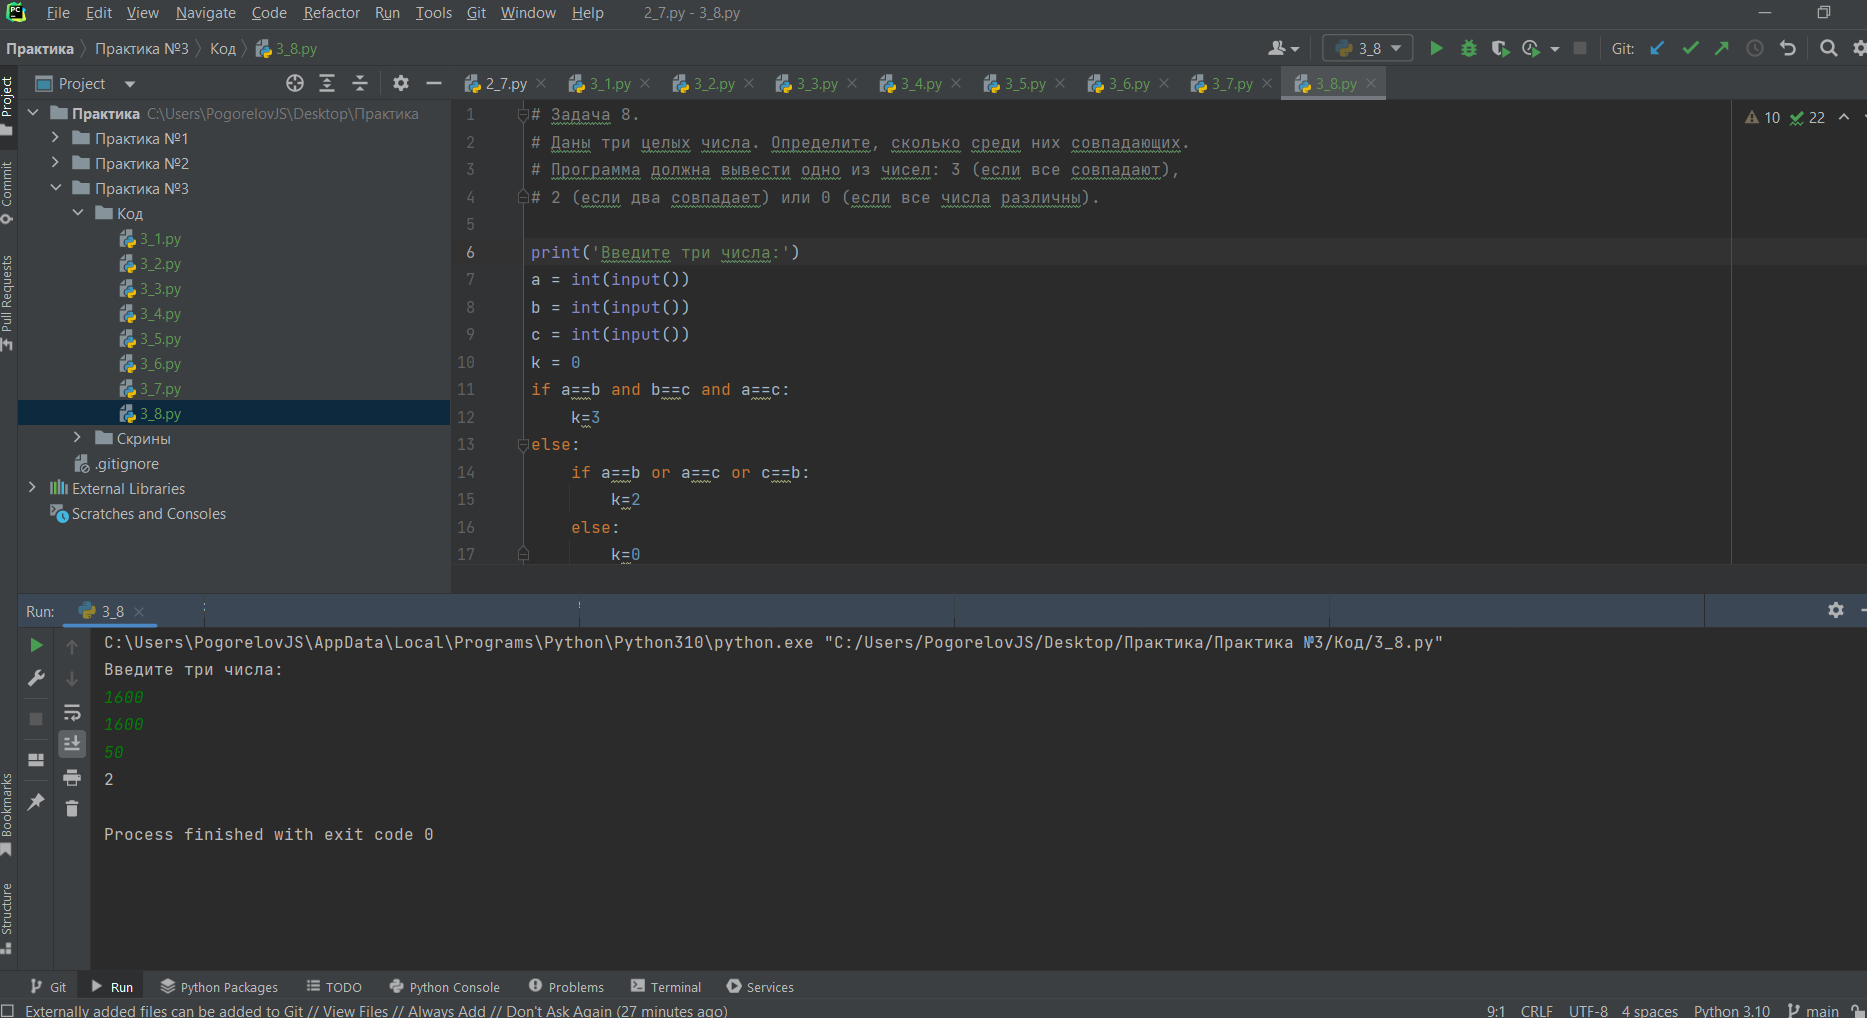 File Edit View Navigate Code Refactor Run Tools Git Window Help 2_7.py - 3_8.py
Практика Практика №3 Код 3_8.py 3_8 Git:
Project 2_7.py 3_1.py 3_2.py 3_3.py 3_4.py 3_5.py 3_6.py 3_7.py 3_8.py
Project
Commit
Pull Requests
Bookmarks
Structure
Практика C:\Users\PogorelovJS\Desktop\Практика
Практика №1
Практика №2
Практика №3
Код
3_1.py
3_2.py
3_3.py
3_4.py
3_5.py
3_6.py
3_7.py
3_8.py
Скрины
.gitignore
External Libraries
Scratches and Consoles
10 22
1 # Задача 8.
2 # Даны три целых числа. Определите, сколько среди них совпадающих.
3 # Программа должна вывести одно из чисел: 3 (если все совпадают),
4 # 2 (если два совпадает) или 0 (если все числа различны).
5
6 print('Введите три числа:')
7 a = int(input())
8 b = int(input())
9 c = int(input())
10 k = 0
11 if a==b and b==c and a==c:
12 k=3
13 else:
14 if a==b or a==c or c==b:
15 k=2
16 else:
17 k=0
Run: 3_8
C:\Users\PogorelovJS\AppData\Local\Programs\Python\Python310\python.exe "C:/Users/PogorelovJS/Desktop/Практика/Практика №3/Код/3_8.py"
Введите три числа:
1600
1600
50
2
Process finished with exit code 0
Git Run Python Packages TODO Python Console Problems Terminal Services
Externally added files can be added to Git // View Files // Always Add // Don't Ask Again (27 minutes ago) 9:1 CRLF UTF-8 4 spaces Python 3.10 main